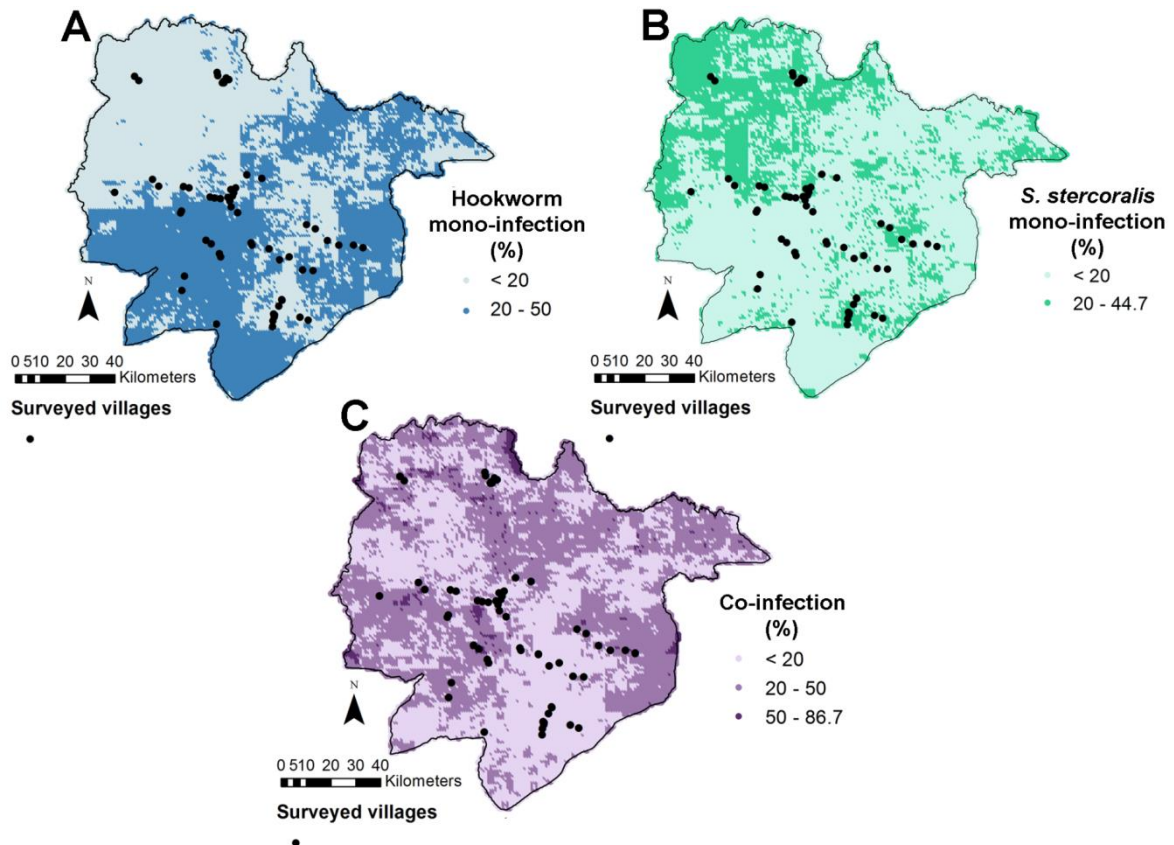 A
Hookworm
mono-infection
(%)
< 20
20 - 50
N
0 510 20 30 40
Kilometers
Surveyed villages
B
S. stercoralis
mono-infection
(%)
< 20
20 - 44.7
N
0 510 20 30 40
Kilometers
Surveyed villages
C
Co-infection
(%)
< 20
20 - 50
50 - 86.7
N
0 510 20 30 40
Kilometers
Surveyed villages